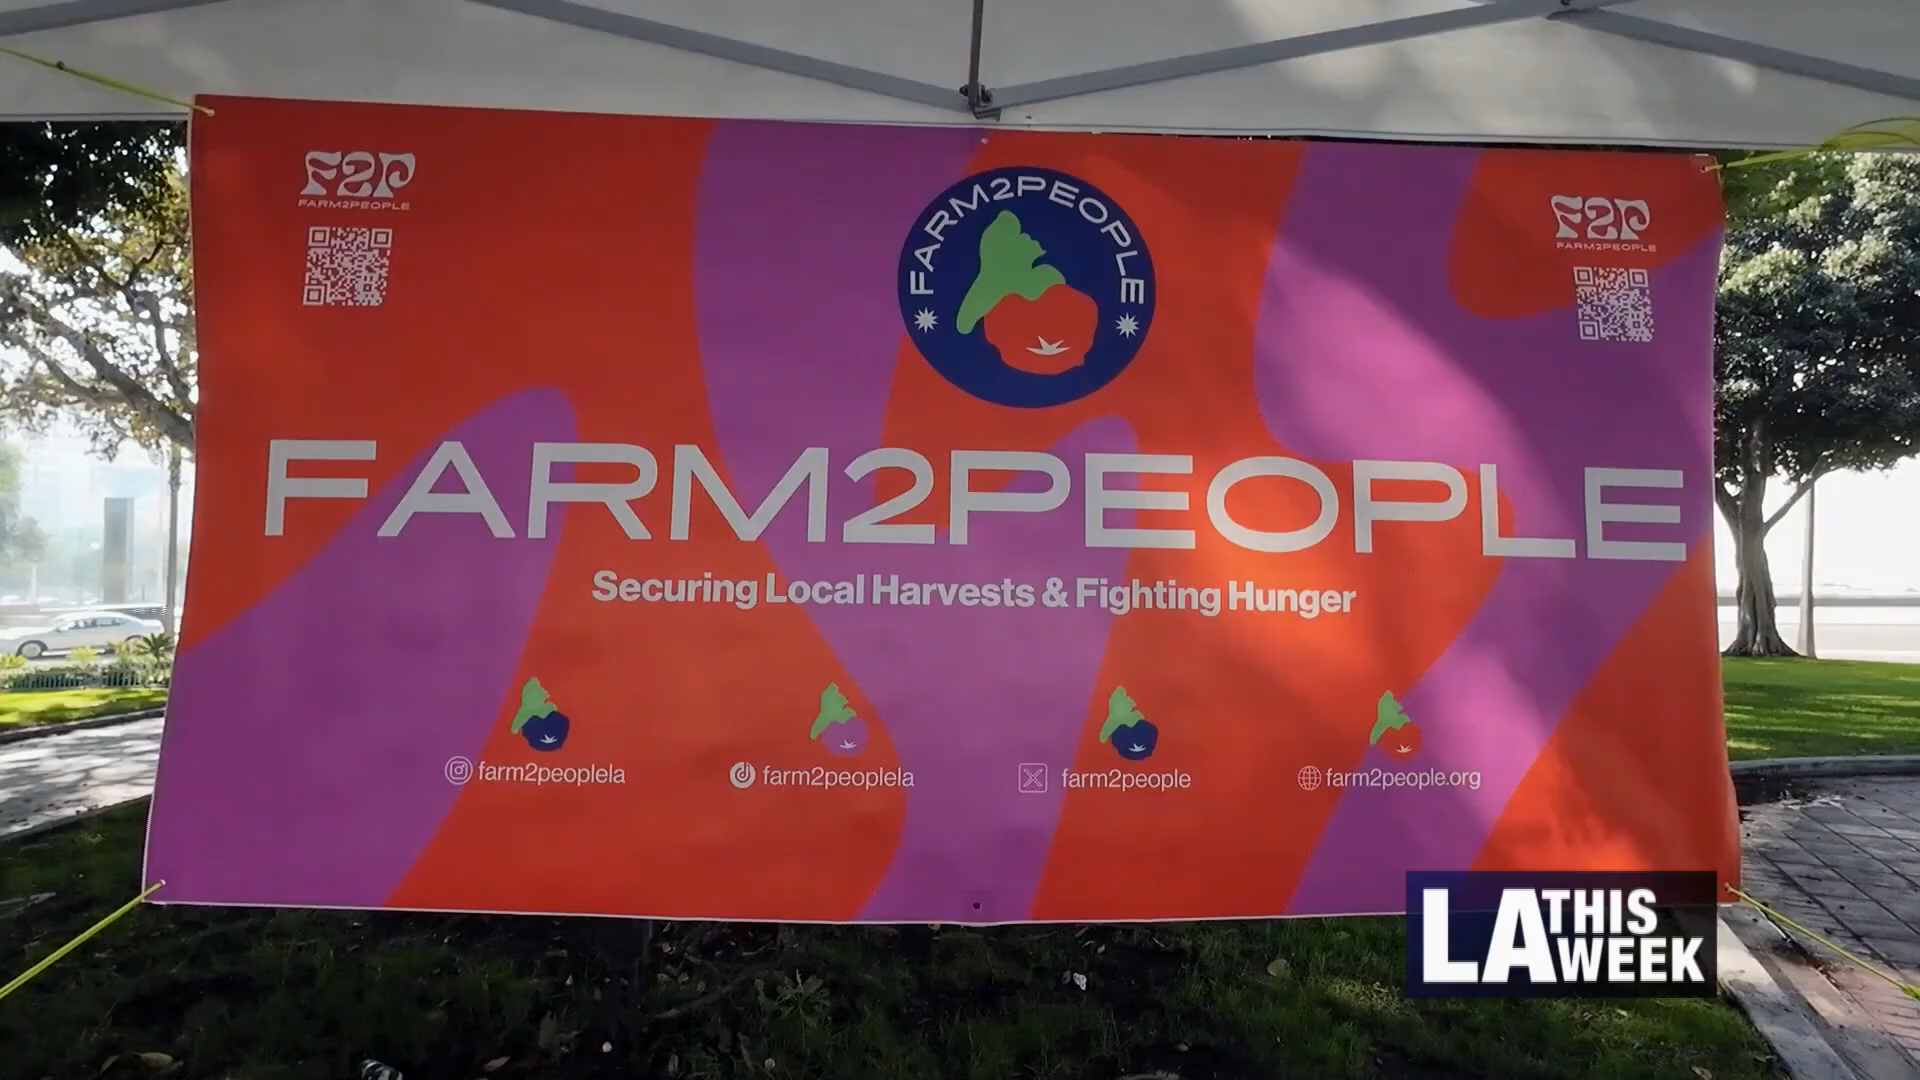 F2P
FARM2PEOPLE
F2P
FARM2PEOPLE
FARM2PEOPLE
FARM2PEOPLE
Securing Local Harvests & Fighting Hunger
farm2peoplela
farm2peoplela
farm2people
farm2people.org
LA THIS WEEK